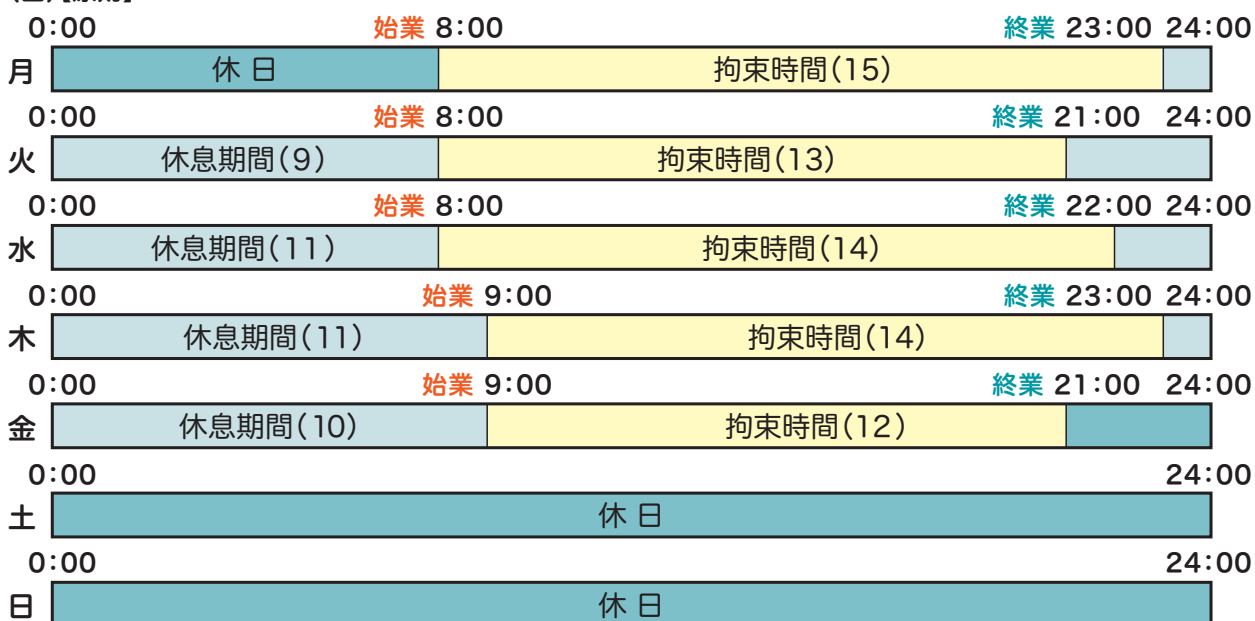 0:00 始業 8:00 終業 23:00 24:00
月 休 日 拘束時間(15)
0:00 始業 8:00 終業 21:00 24:00
火 休息期間(9) 拘束時間(13)
0:00 始業 8:00 終業 22:00 24:00
水 休息期間(11) 拘束時間(14)
0:00 始業 9:00 終業 23:00 24:00
木 休息期間(11) 拘束時間(14)
0:00 始業 9:00 終業 21:00 24:00
金 休息期間(10) 拘束時間(12)
0:00 24:00
土 休 日
0:00 24:00
日 休 日